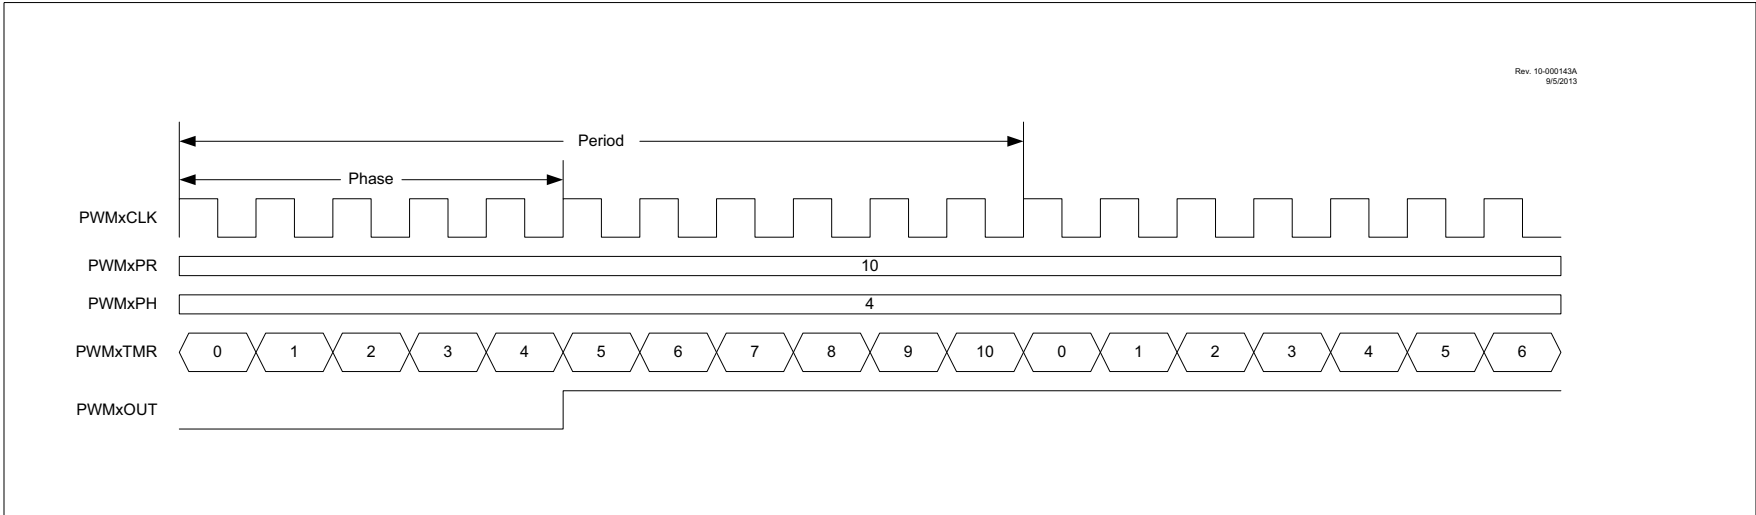 Rev. 10-000143A
9/5/2013
Period
Phase
PWMxCLK
PWMxPR 10
PWMxPH 4
PWMxTMR 0 1 2 3 4 5 6 7 8 9 10 0 1 2 3 4 5 6
PWMxOUT